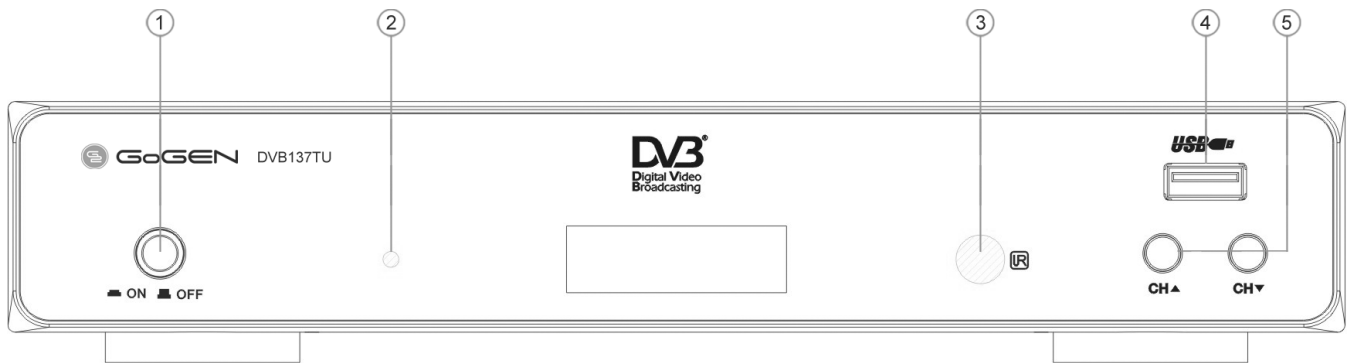 1 2 3 4 5
GoGEN DVB137TU
DVB®
Digital Video
Broadcasting
USB
IR
ON OFF
CH▲ CH▼